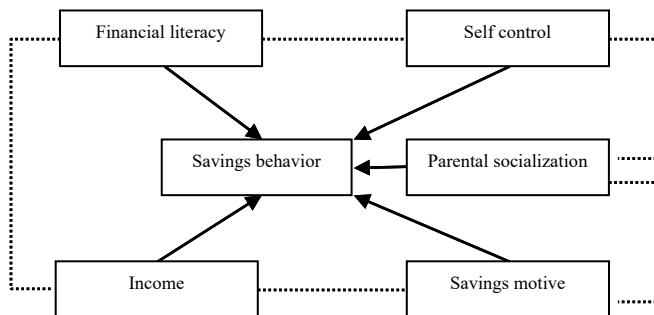 Financial literacy
Self control
Savings behavior
Parental socialization
Income
Savings motive